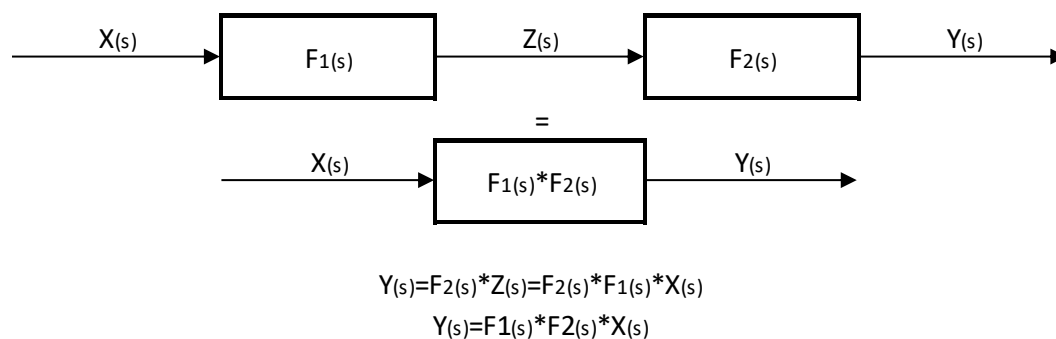 X(s) F1(s) Z(s) F2(s) Y(s)
=
X(s) F1(s)*F2(s) Y(s)
Y(s)=F2(s)*Z(s)=F2(s)*F1(s)*X(s)
Y(s)=F1(s)*F2(s)*X(s)